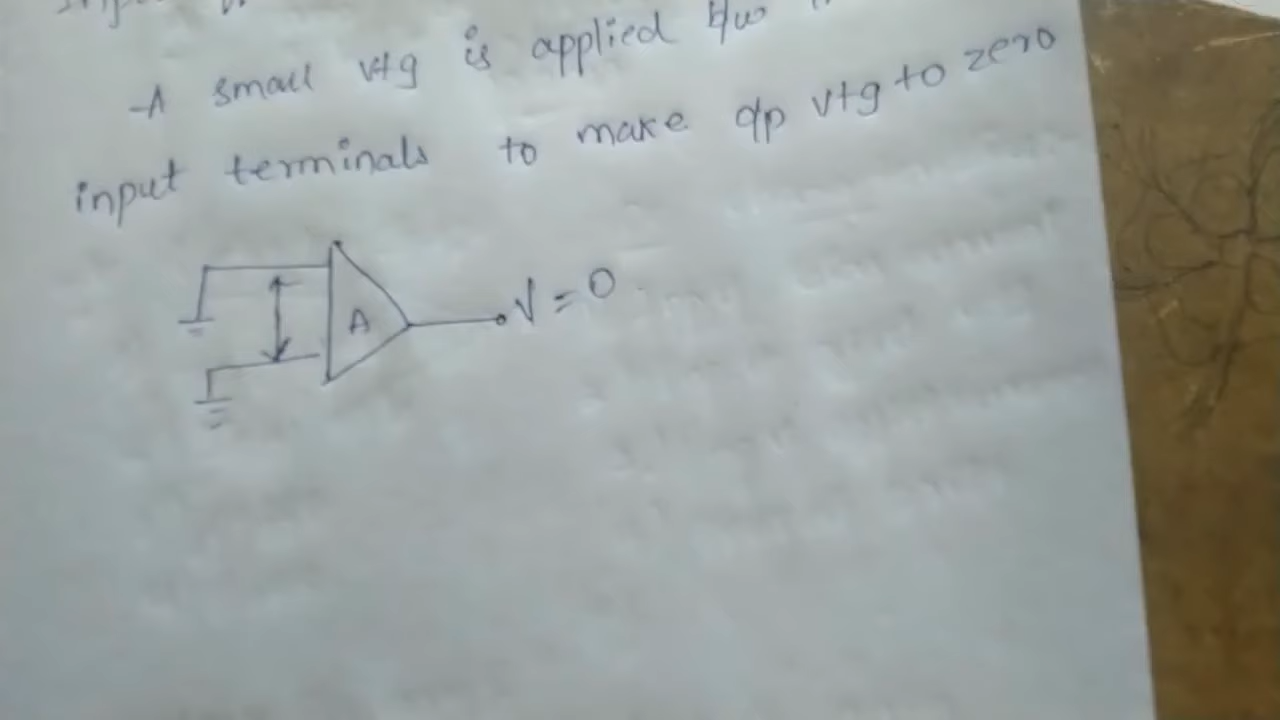 A small vtg is applied b/w
input terminals to make o/p vtg to zero
A
V = 0